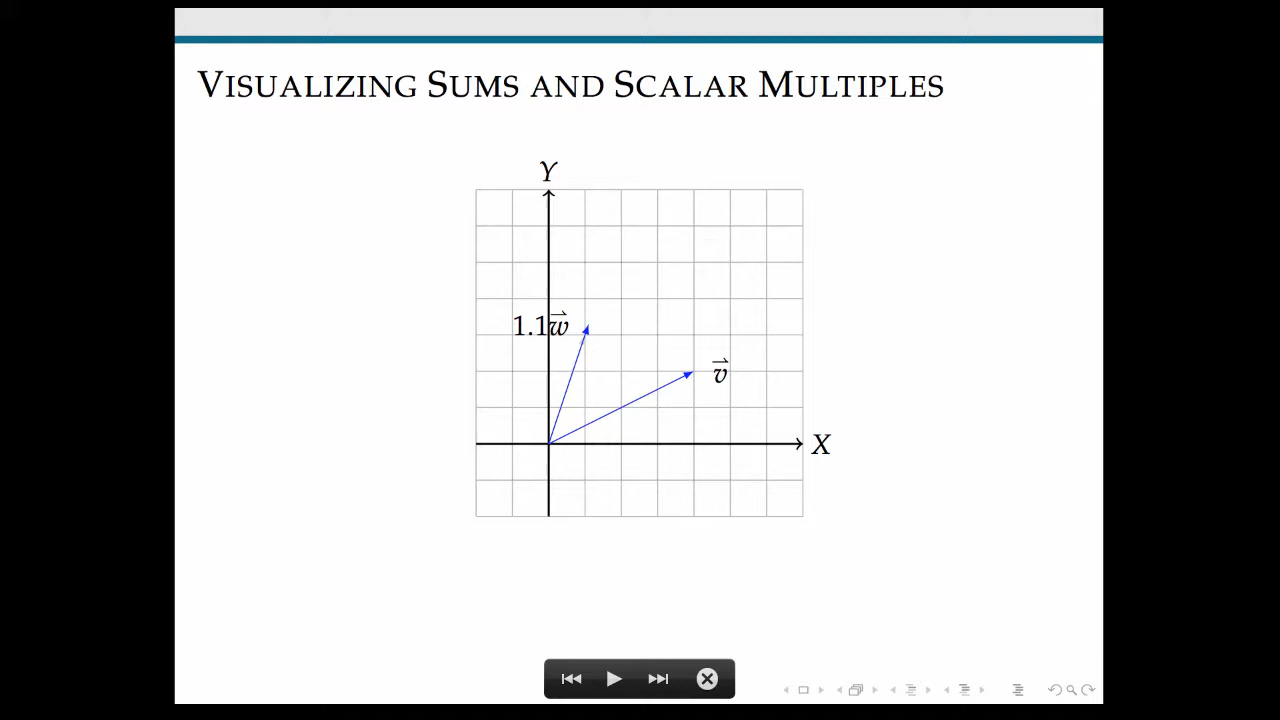 VISUALIZING SUMS AND SCALAR MULTIPLES
Y
1.1w⃗
v⃗
X